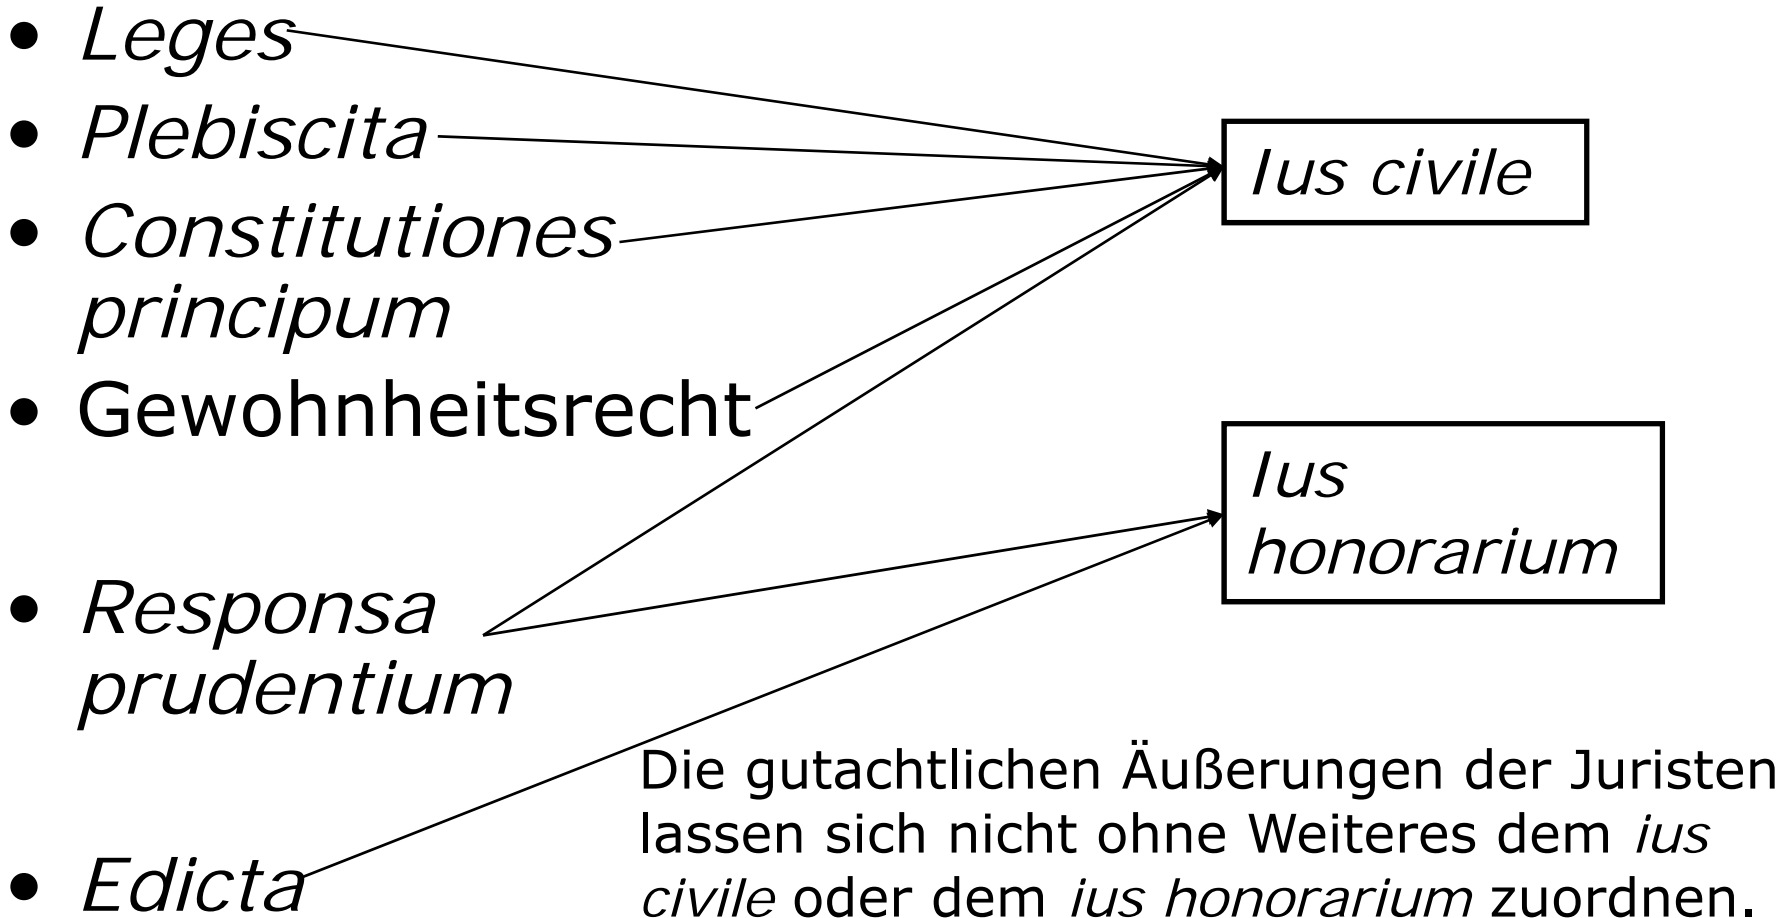 • Leges
• Plebiscita
• Constitutiones
principum
• Gewohnheitsrecht
• Responsa
prudentium
• Edicta
Ius civile
Ius
honorarium
Die gutachtlichen Äußerungen der Juristen
lassen sich nicht ohne Weiteres dem ius
civile oder dem ius honorarium zuordnen.